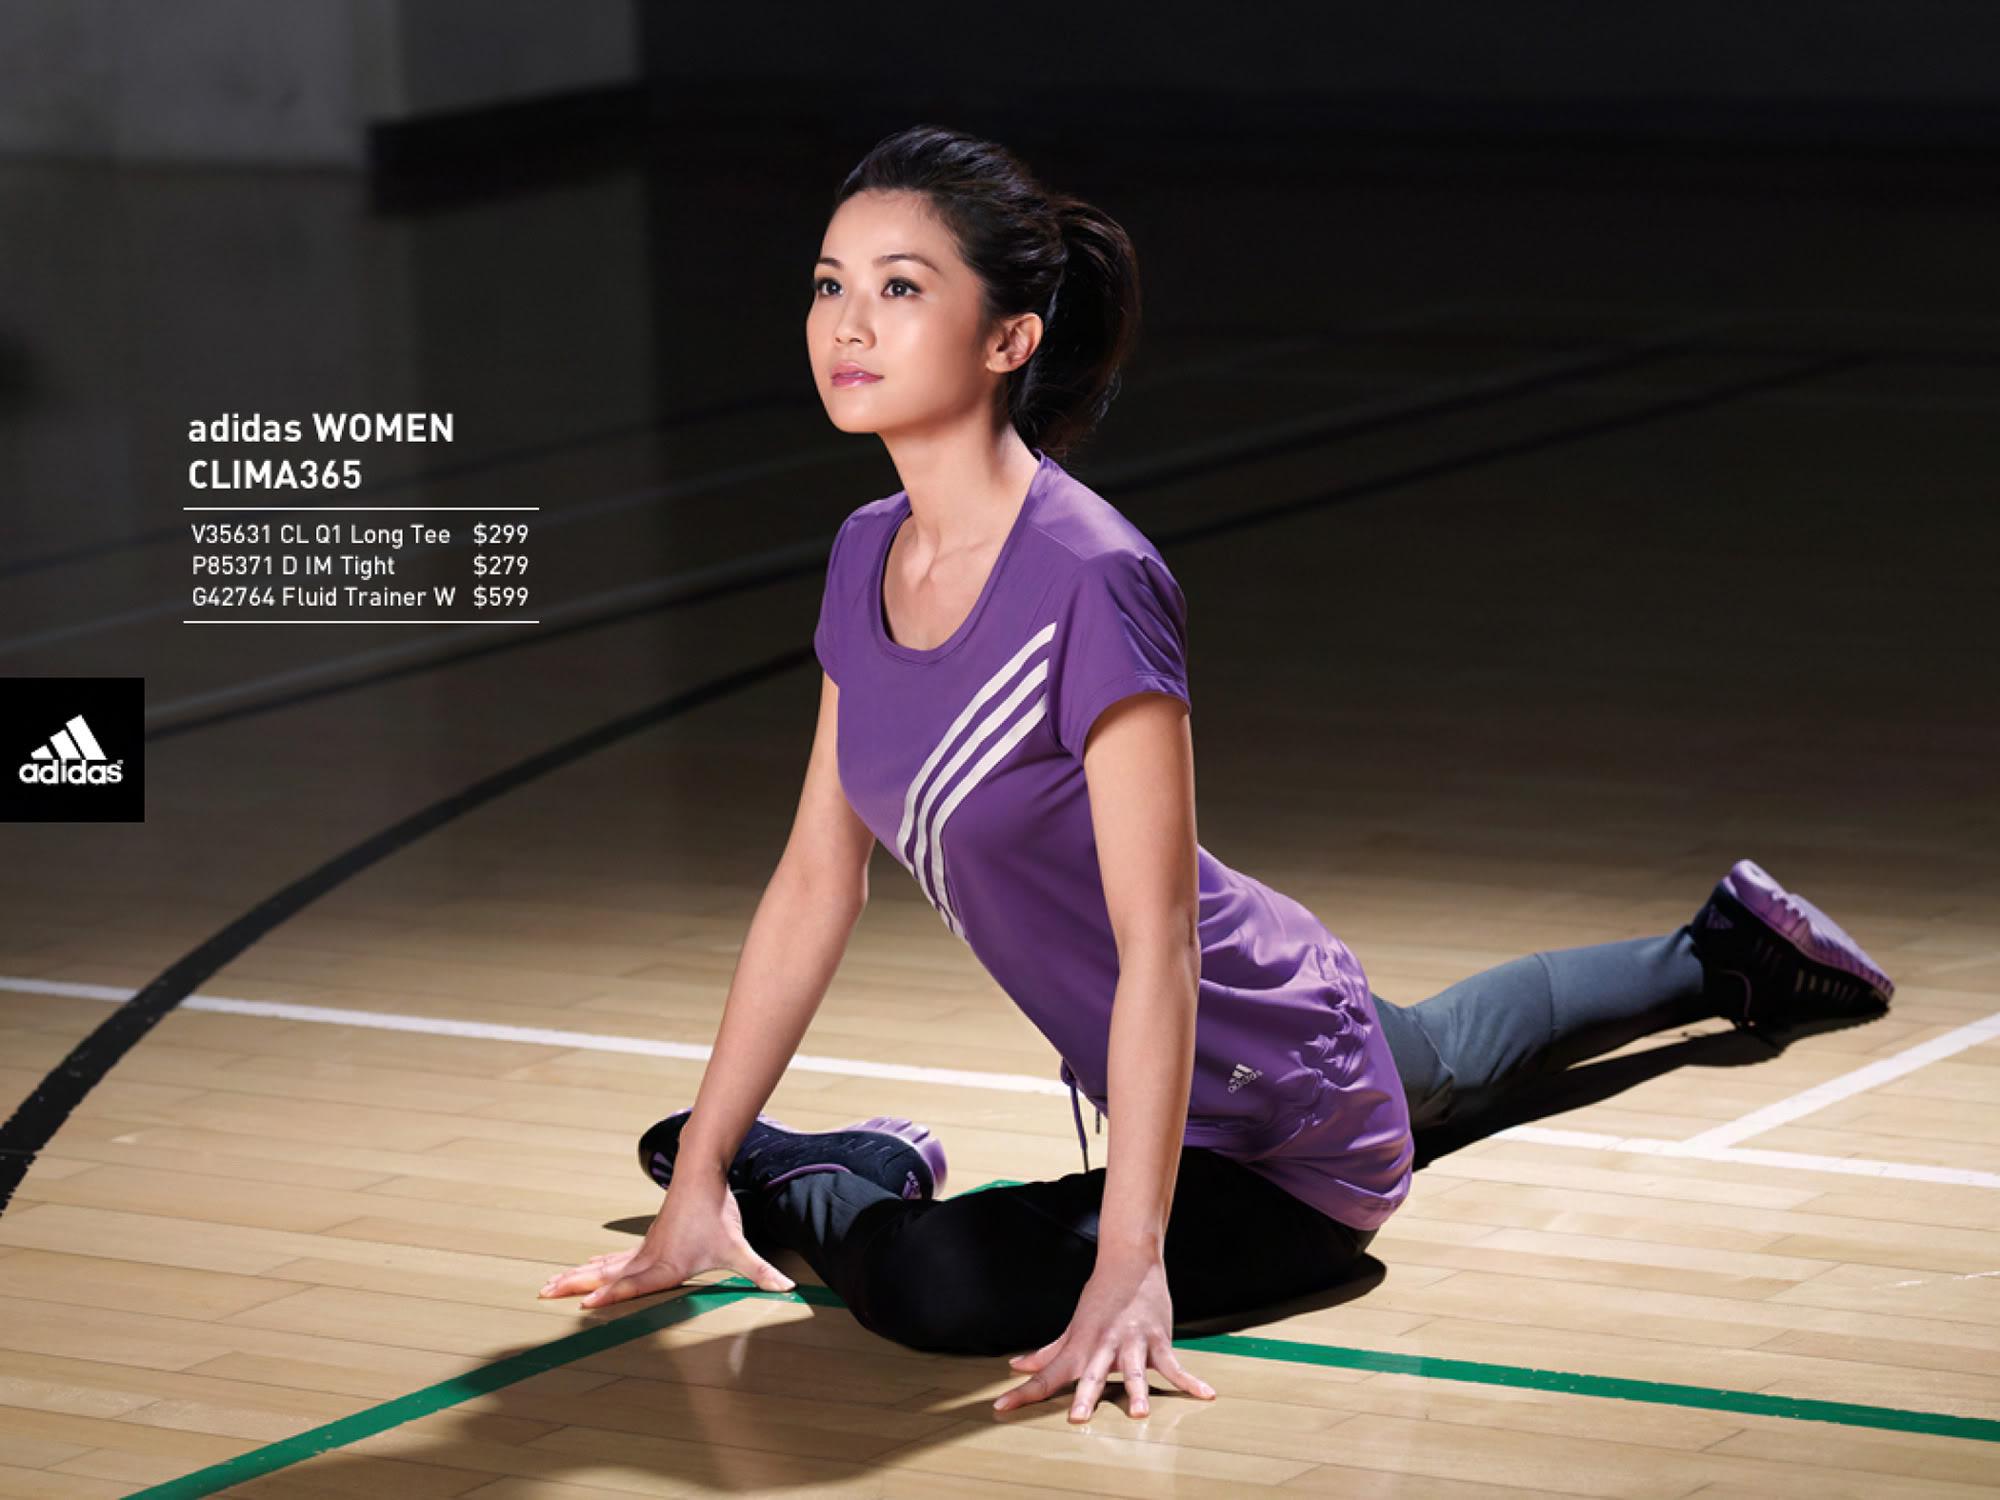 adidas WOMEN
CLIMA365
V35631 CL Q1 Long Tee $299
P85371 D IM Tight $279
G42764 Fluid Trainer W $599
adidas
adidas